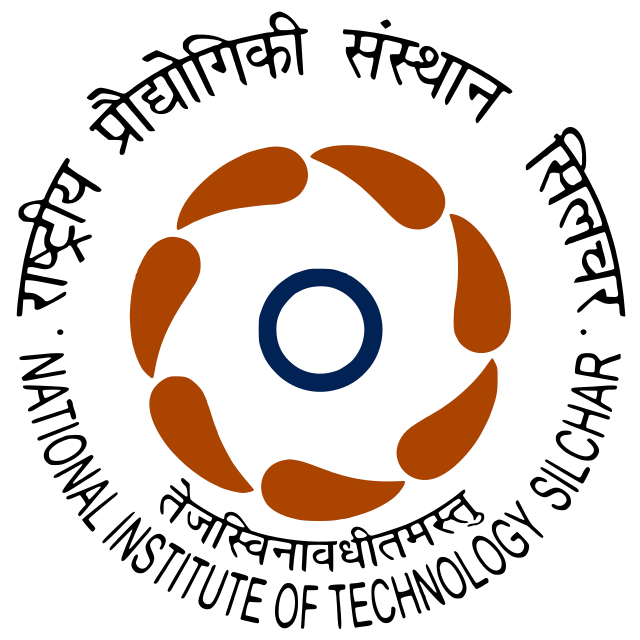 राष्ट्रीय प्रौद्योगिकी संस्थान सिलचर
तेजस्विनावधीतमस्तु
· NATIONAL INSTITUTE OF TECHNOLOGY SILCHAR ·